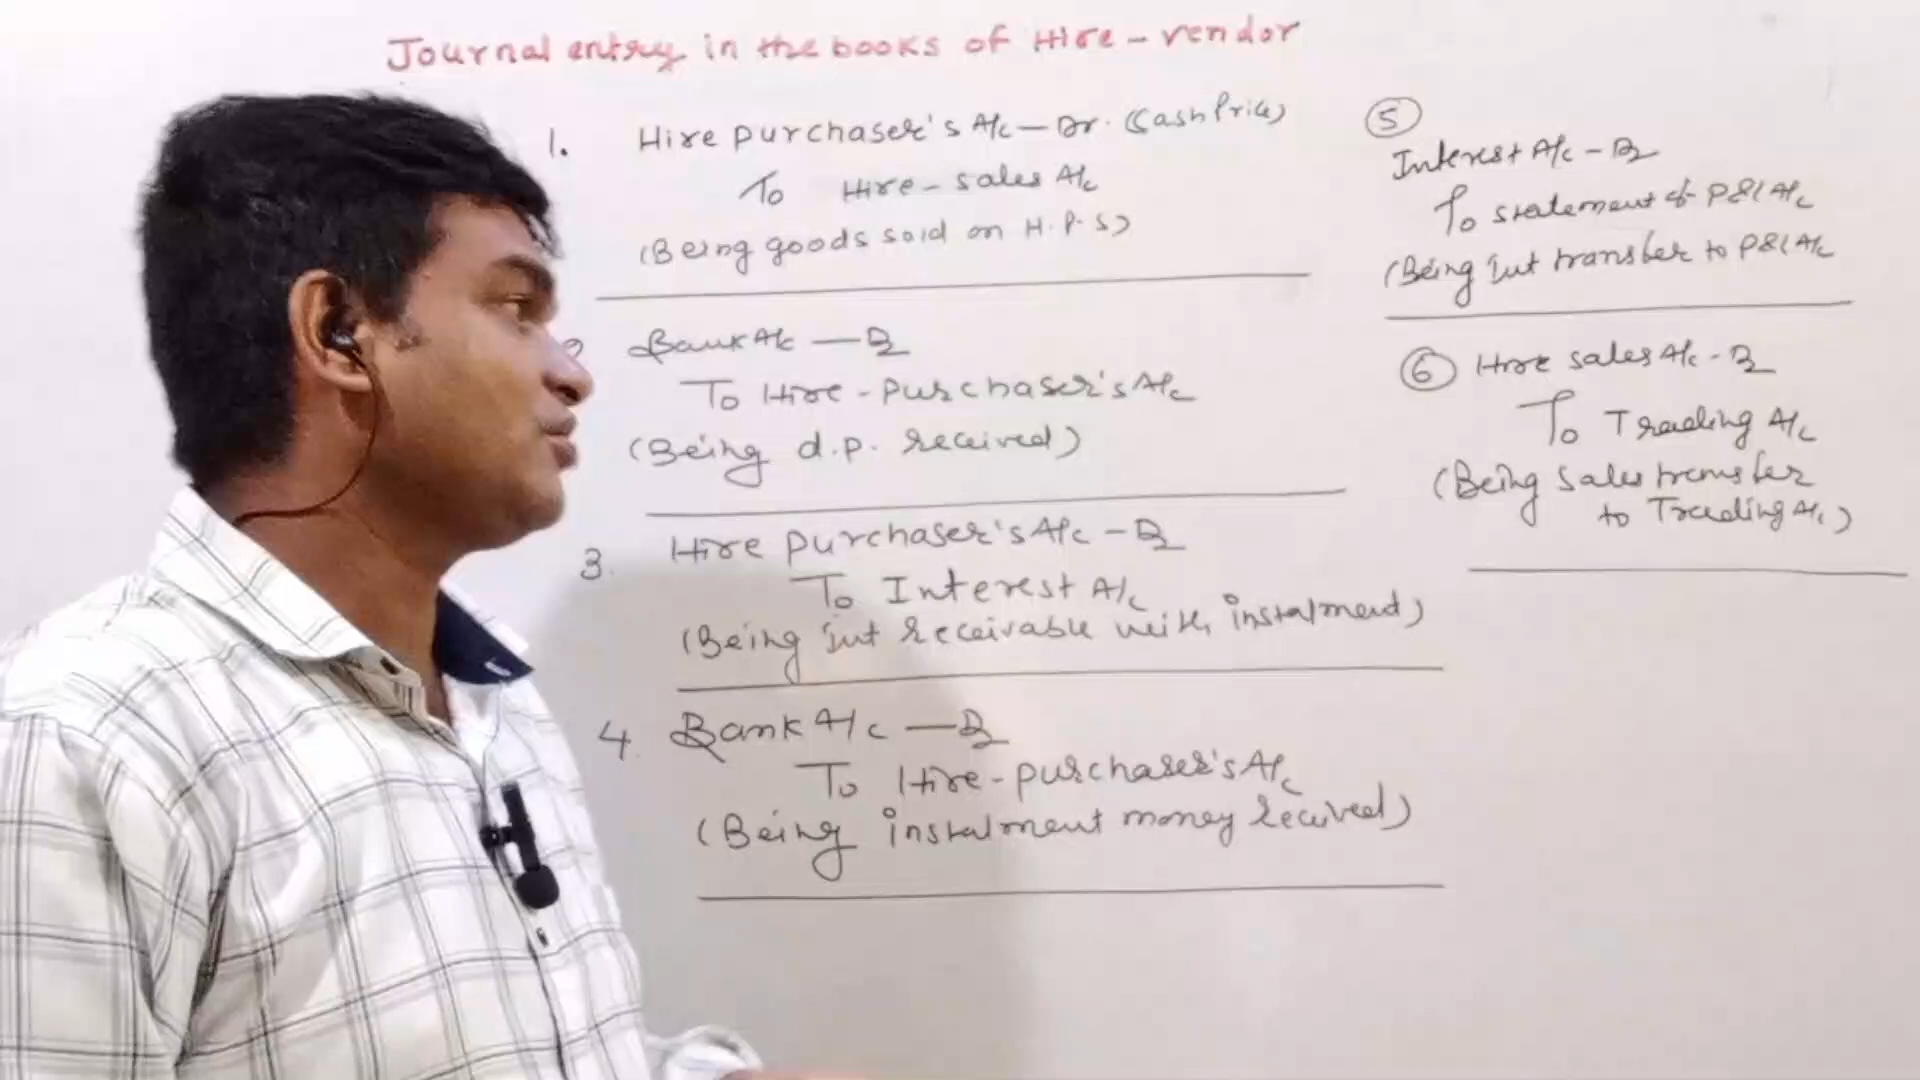 Journal entry in the books of Hire-vendor
1. Hire purchaser's A/c — Dr. (Cash Price)
To Hire-sales A/c
(Being goods sold on H.P.S)
Bank A/c — Dr
To Hire-purchaser's A/c
(Being d.p. received)
3. Hire purchaser's A/c - Dr
To Interest A/c
(Being int receivable with instalment)
4. Bank A/c — Dr
To Hire-purchaser's A/c
(Being instalment money received)
5
Interest A/c - Dr
To statement of P&L A/c
(Being int transfer to P&L A/c
6 Hire sales A/c - Dr
To Trading A/c
(Being sales transfer
to Trading A/c)